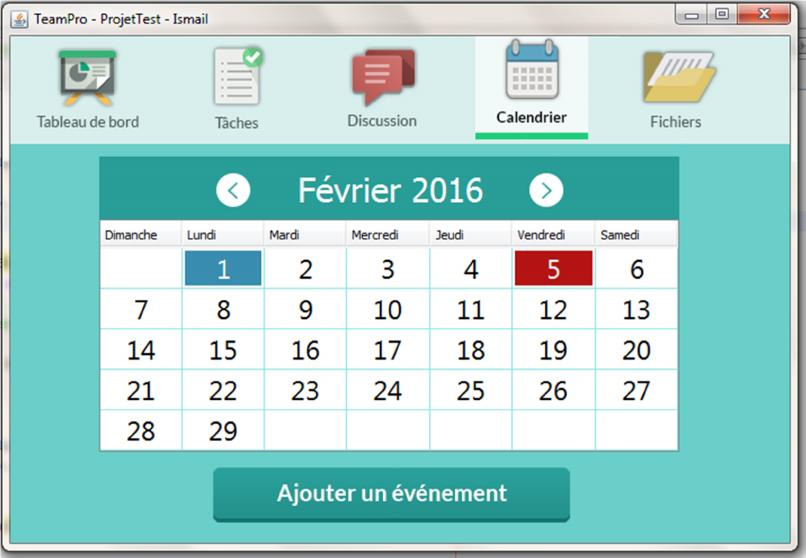 TeamPro - ProjetTest - Ismail
Tableau de bord Tâches Discussion Calendrier Fichiers
Février 2016
Dimanche Lundi Mardi Mercredi Jeudi Vendredi Samedi
1 2 3 4 5 6
7 8 9 10 11 12 13
14 15 16 17 18 19 20
21 22 23 24 25 26 27
28 29
Ajouter un événement